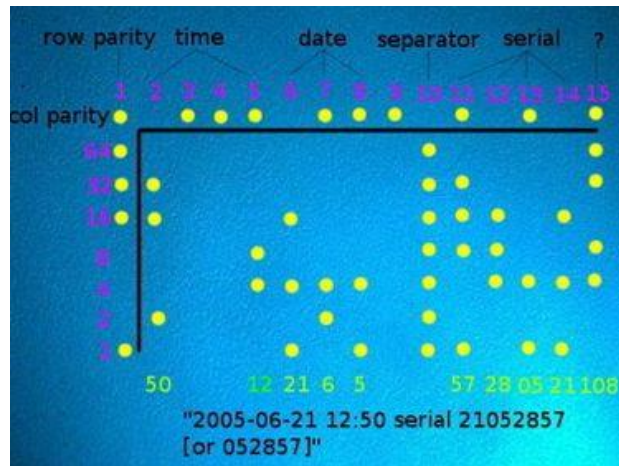 row parity time date separator serial ?
1 2 3 4 5 6 7 8 9 10 11 12 13 14 15
col parity
64
32
16
8
4
2
1
50 12 21 6 5 57 28 05 21 108
"2005-06-21 12:50 serial 21052857
[or 052857]"